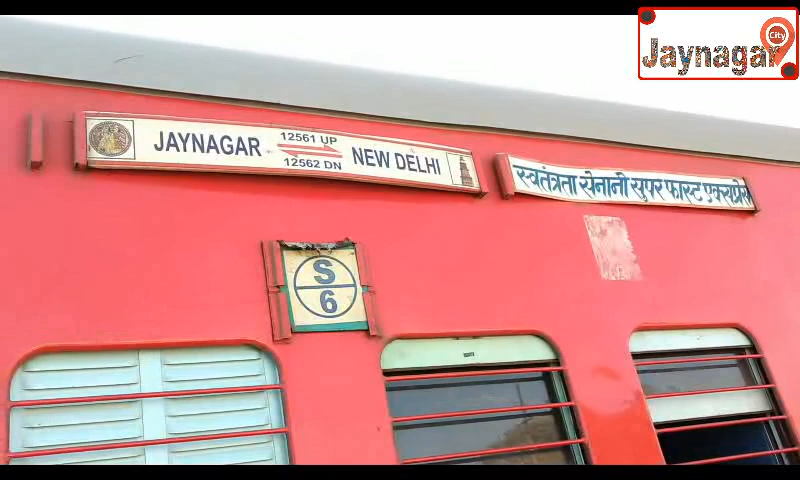 Jaynagar City
JAYNAGAR
12561 UP
12562 DN
NEW DELHI
स्वतंत्रता सेनानी सुपर फास्ट एक्सप्रेस
S
6